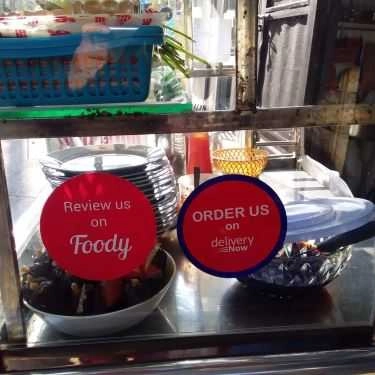 Review us
on
Foody
ORDER US
on
delivery
Now